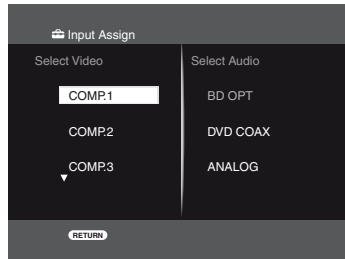 Input Assign
Select Video
Select Audio
COMP.1
BD OPT
COMP.2
DVD COAX
COMP.3
ANALOG
RETURN